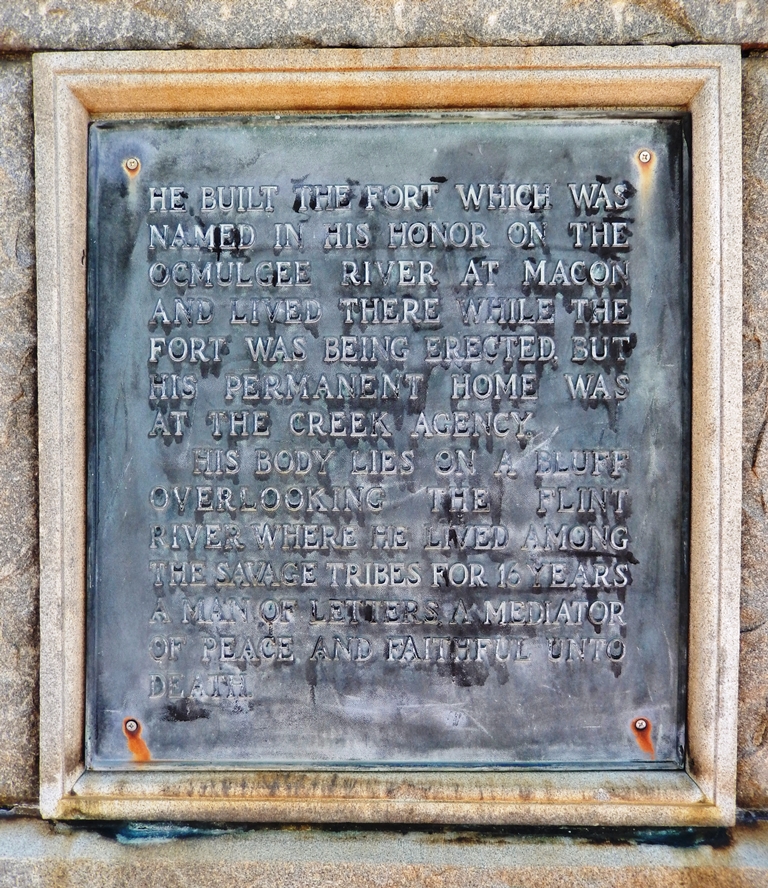 HE BUILT THE FORT WHICH WAS
NAMED IN HIS HONOR ON THE
OCMULGEE RIVER AT MACON
AND LIVED THERE WHILE THE
FORT WAS BEING ERECTED, BUT
HIS PERMANENT HOME WAS
AT THE CREEK AGENCY.
HIS BODY LIES ON A BLUFF
OVERLOOKING THE FLINT
RIVER WHERE HE LIVED AMONG
THE SAVAGE TRIBES FOR 16 YEARS
A MAN OF LETTERS, A MEDIATOR
OF PEACE AND FAITHFUL UNTO
DEATH.